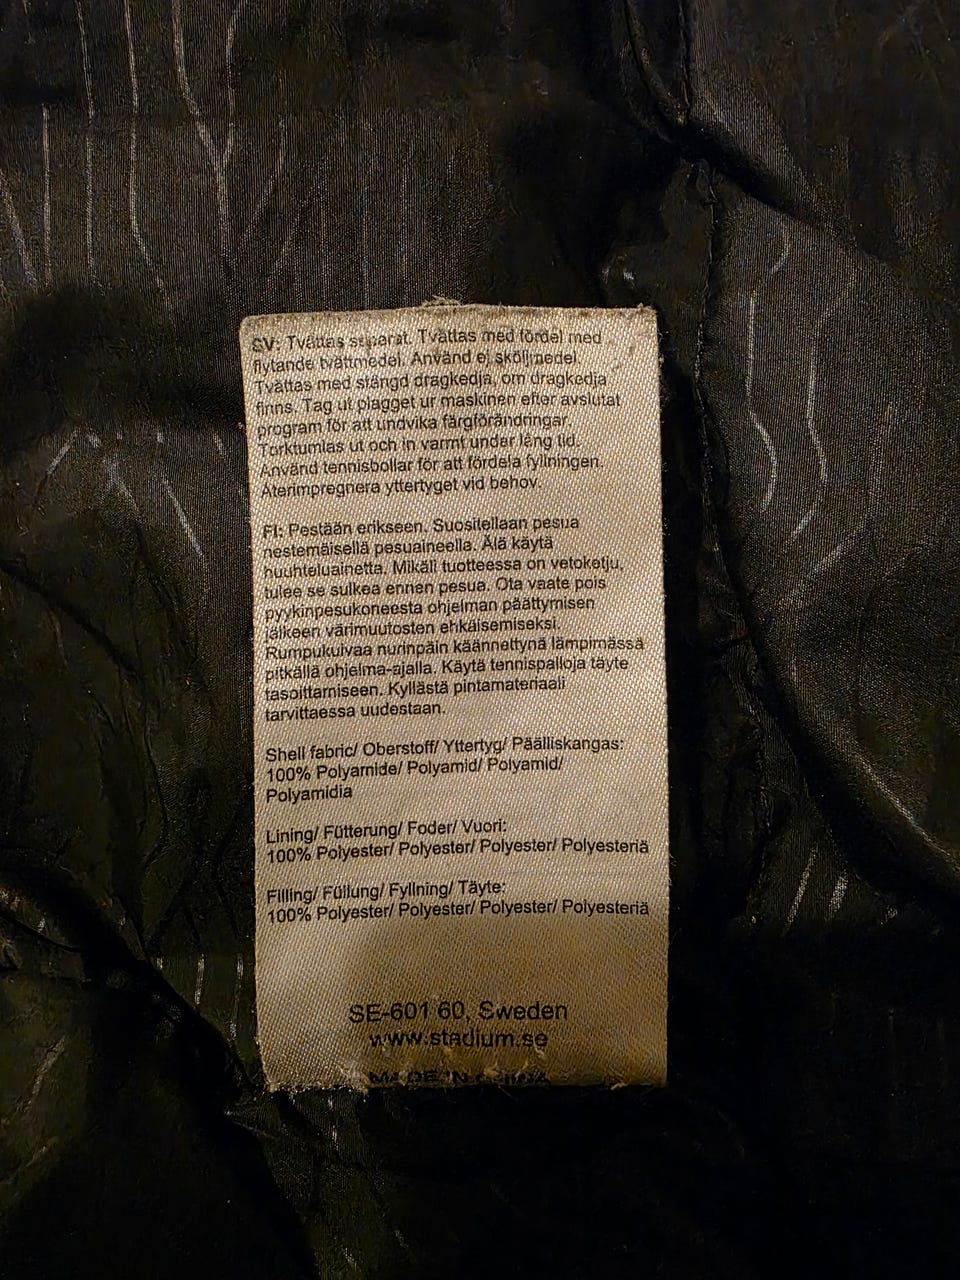 SV: Tvättas separat. Tvättas med fördel med
flytande tvättmedel. Använd ej sköljmedel.
Tvättas med stängd dragkedja, om dragkedja
finns. Tag ut plagget ur maskinen efter avslutat
program för att undvika färgförändringar.
Torktumlas ut och in varmt under lång tid.
Använd tennisbollar för att fördela fyllningen.
Återimpregnera yttertyget vid behov.
FI: Pestään erikseen. Suositellaan pesua
nestemäisellä pesuaineella. Älä käytä
huuhteluainetta. Mikäli tuotteessa on vetoketju,
tulee se sulkea ennen pesua. Ota vaate pois
pyykinpesukoneesta ohjelman päättymisen
jälkeen värimuutosten ehkäisemiseksi.
Rumpukuivaa nurinpäin käännettynä lämpimässä
pitkällä ohjelma-ajalla. Käytä tennispalloja täyte
tasoittamiseen. Kyllästä pintamateriaali
tarvittaessa uudestaan.
Shell fabric/ Oberstoff/ Yttertyg/ Päälliskangas:
100% Polyamide/ Polyamid/ Polyamid/
Polyamidia
Lining/ Fütterung/ Foder/ Vuori:
100% Polyester/ Polyester/ Polyester/ Polyesteriä
Filling/ Füllung/ Fyllning/ Täyte:
100% Polyester/ Polyester/ Polyester/ Polyesteriä
SE-601 60, Sweden
www.stadium.se
MADE IN CHINA